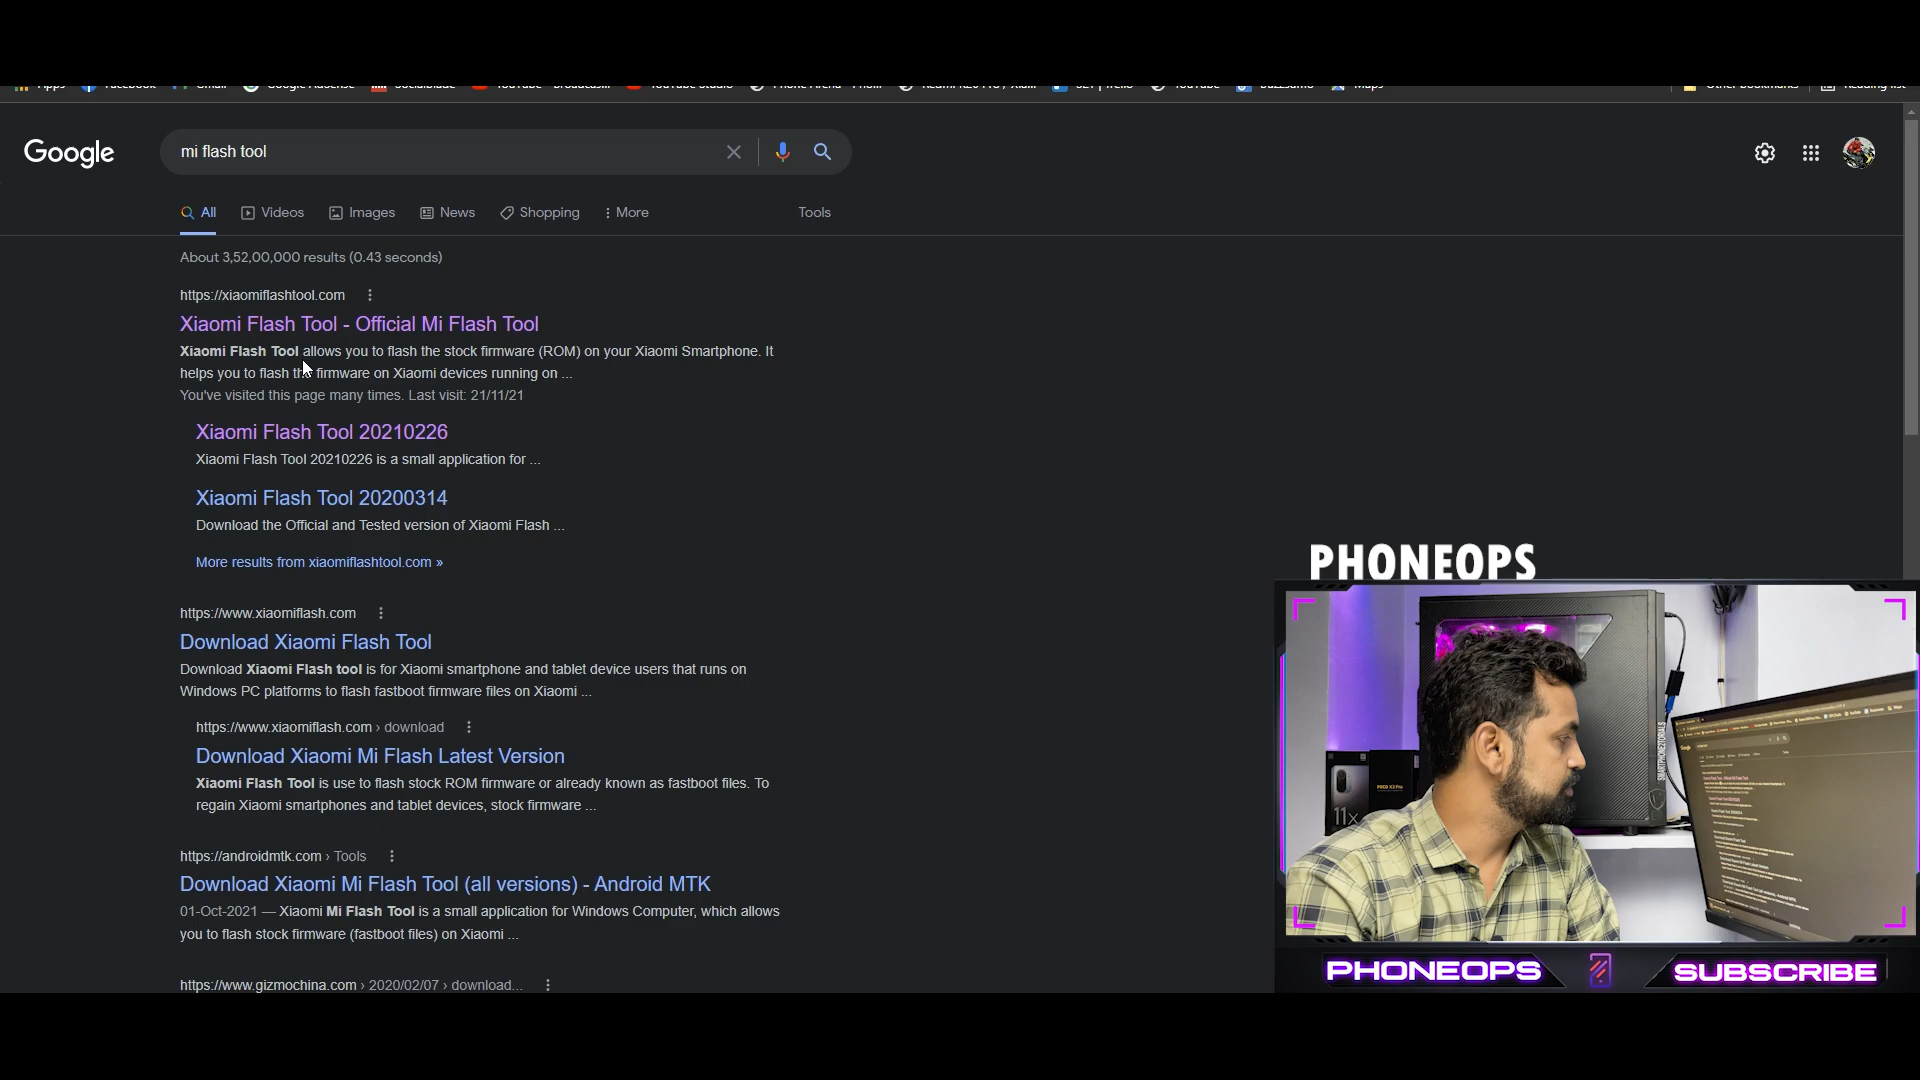 Google
mi flash tool
All
Videos
Images
News
Shopping
More
Tools
About 3,52,00,000 results (0.43 seconds)
https://xiaomiflashtool.com
Xiaomi Flash Tool - Official Mi Flash Tool
Xiaomi Flash Tool allows you to flash the stock firmware (ROM) on your Xiaomi Smartphone. It
helps you to flash the firmware on Xiaomi devices running on ...
You've visited this page many times. Last visit: 21/11/21
Xiaomi Flash Tool 20210226
Xiaomi Flash Tool 20210226 is a small application for ...
Xiaomi Flash Tool 20200314
Download the Official and Tested version of Xiaomi Flash ...
More results from xiaomiflashtool.com »
https://www.xiaomiflash.com
Download Xiaomi Flash Tool
Download Xiaomi Flash tool is for Xiaomi smartphone and tablet device users that runs on
Windows PC platforms to flash fastboot firmware files on Xiaomi ...
https://www.xiaomiflash.com › download
Download Xiaomi Mi Flash Latest Version
Xiaomi Flash Tool is use to flash stock ROM firmware or already known as fastboot files. To
regain Xiaomi smartphones and tablet devices, stock firmware ...
https://androidmtk.com › Tools
Download Xiaomi Mi Flash Tool (all versions) - Android MTK
01-Oct-2021 — Xiaomi Mi Flash Tool is a small application for Windows Computer, which allows
you to flash stock firmware (fastboot files) on Xiaomi ...
https://www.gizmochina.com › 2020/02/07 › download...
PHONEOPS
SMARTPHONE2TORIALS
POCO X3 Pro
11x
PHONEOPS
SUBSCRIBE